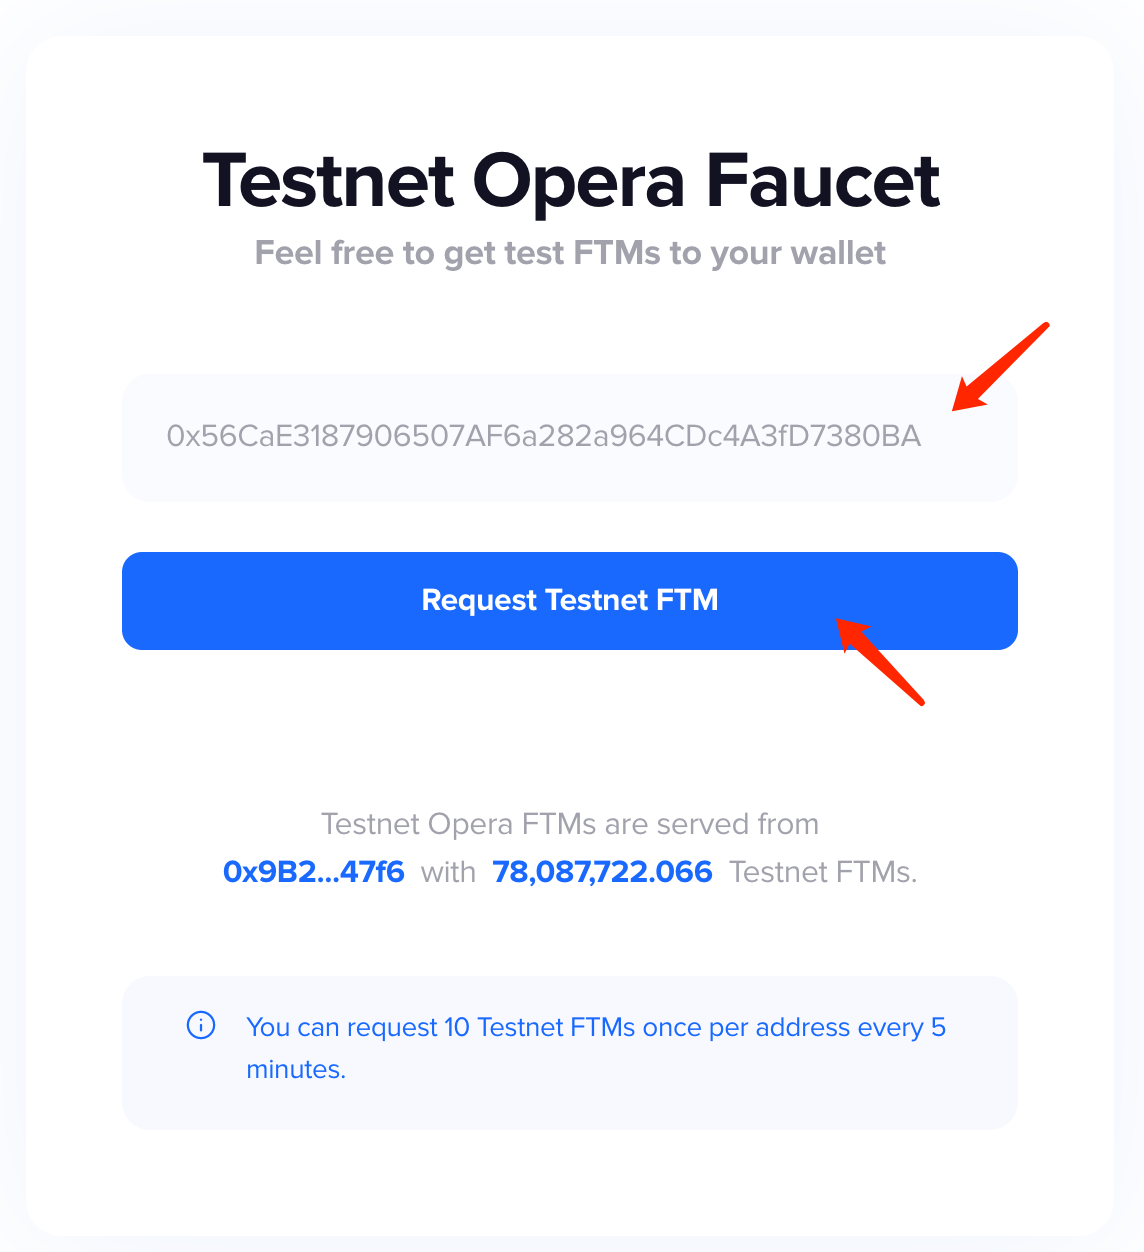 Testnet Opera Faucet
Feel free to get test FTMs to your wallet
0x56CaE3187906507AF6a282a964CDc4A3fD7380BA
Request Testnet FTM
Testnet Opera FTMs are served from
0x9B2...47f6 with 78,087,722.066 Testnet FTMs.
You can request 10 Testnet FTMs once per address every 5
minutes.